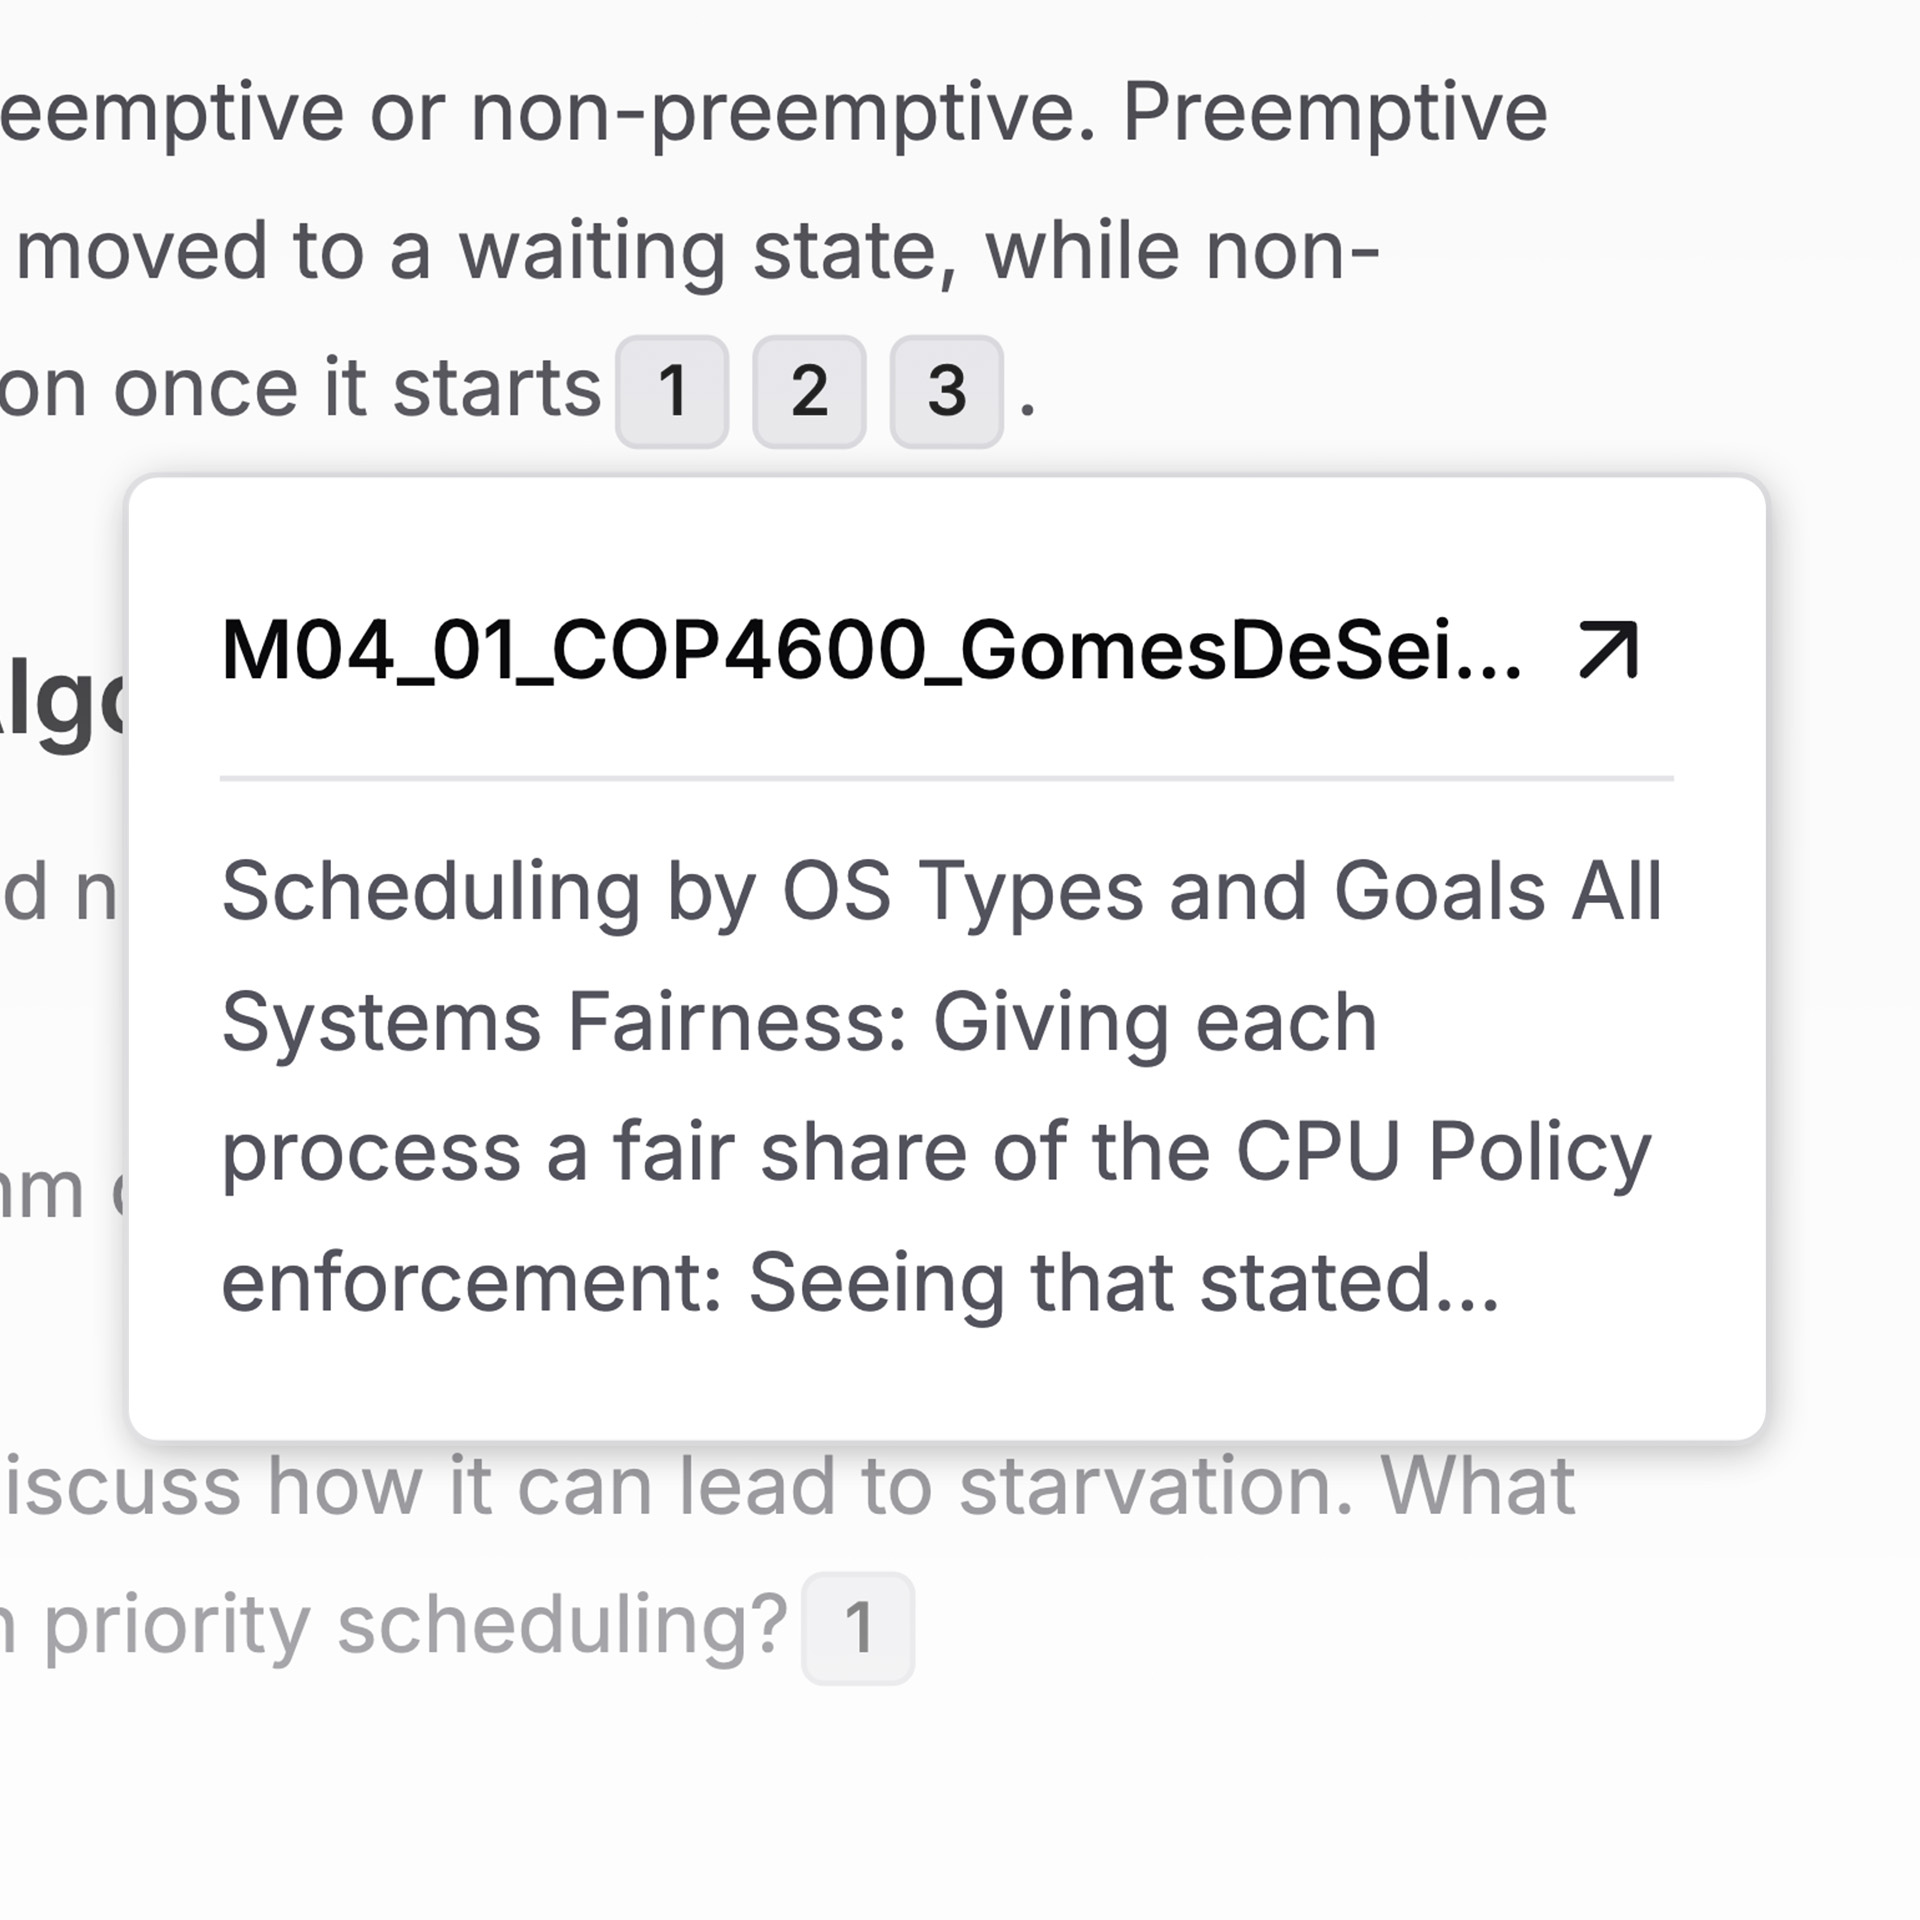 eemptive or non-preemptive. Preemptive
moved to a waiting state, while non-
on once it starts 1 2 3 .
M04_01_COP4600_GomesDeSei...
Scheduling by OS Types and Goals All
Systems Fairness: Giving each
process a fair share of the CPU Policy
enforcement: Seeing that stated...
iscuss how it can lead to starvation. What
priority scheduling? 1